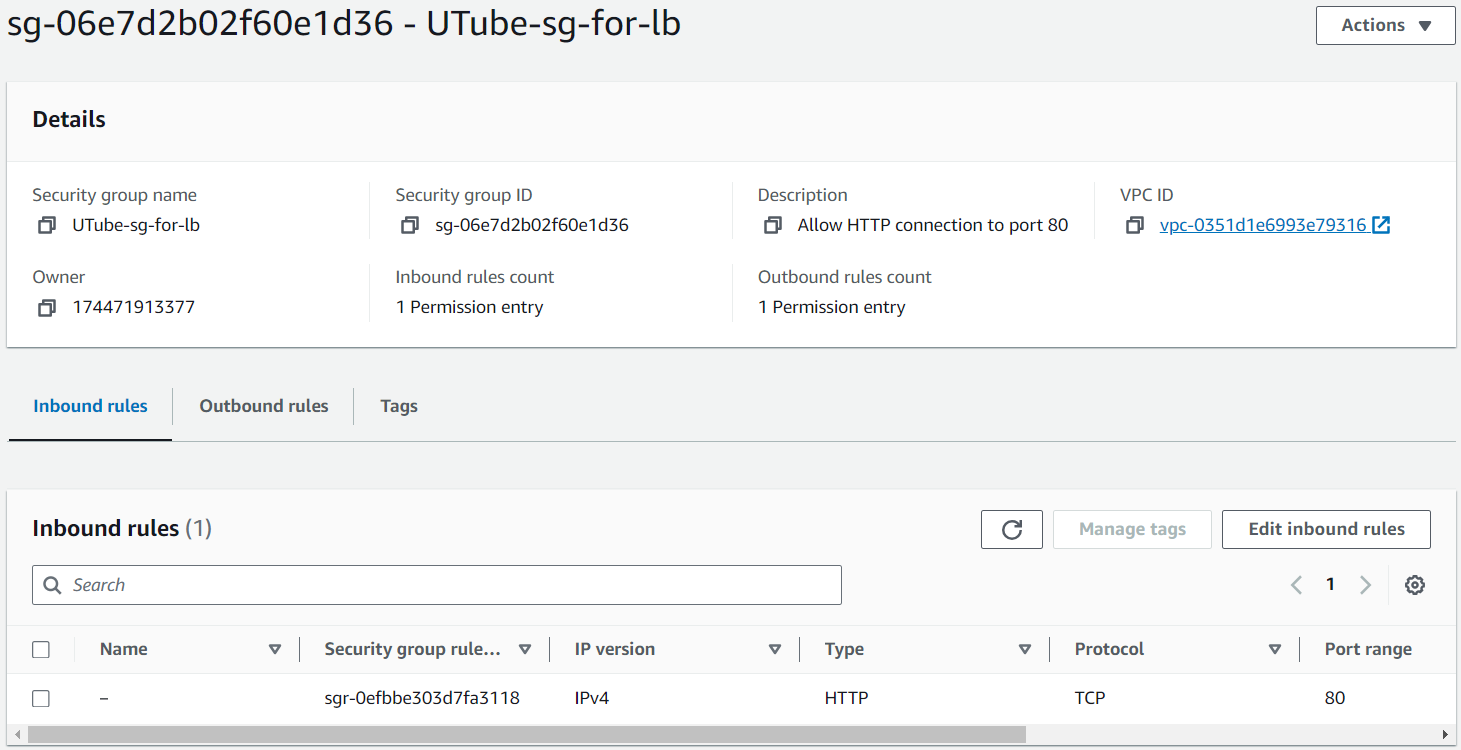 sg-06e7d2b02f60e1d36 - UTube-sg-for-lb
Actions
Details
Security group name
UTube-sg-for-lb
Security group ID
sg-06e7d2b02f60e1d36
Description
Allow HTTP connection to port 80
VPC ID
vpc-0351d1e6993e79316
Owner
174471913377
Inbound rules count
1 Permission entry
Outbound rules count
1 Permission entry
Inbound rules Outbound rules Tags
Inbound rules (1)
Manage tags Edit inbound rules
Search
1
Name Security group rule... IP version Type Protocol Port range
– sgr-0efbbe303d7fa3118 IPv4 HTTP TCP 80